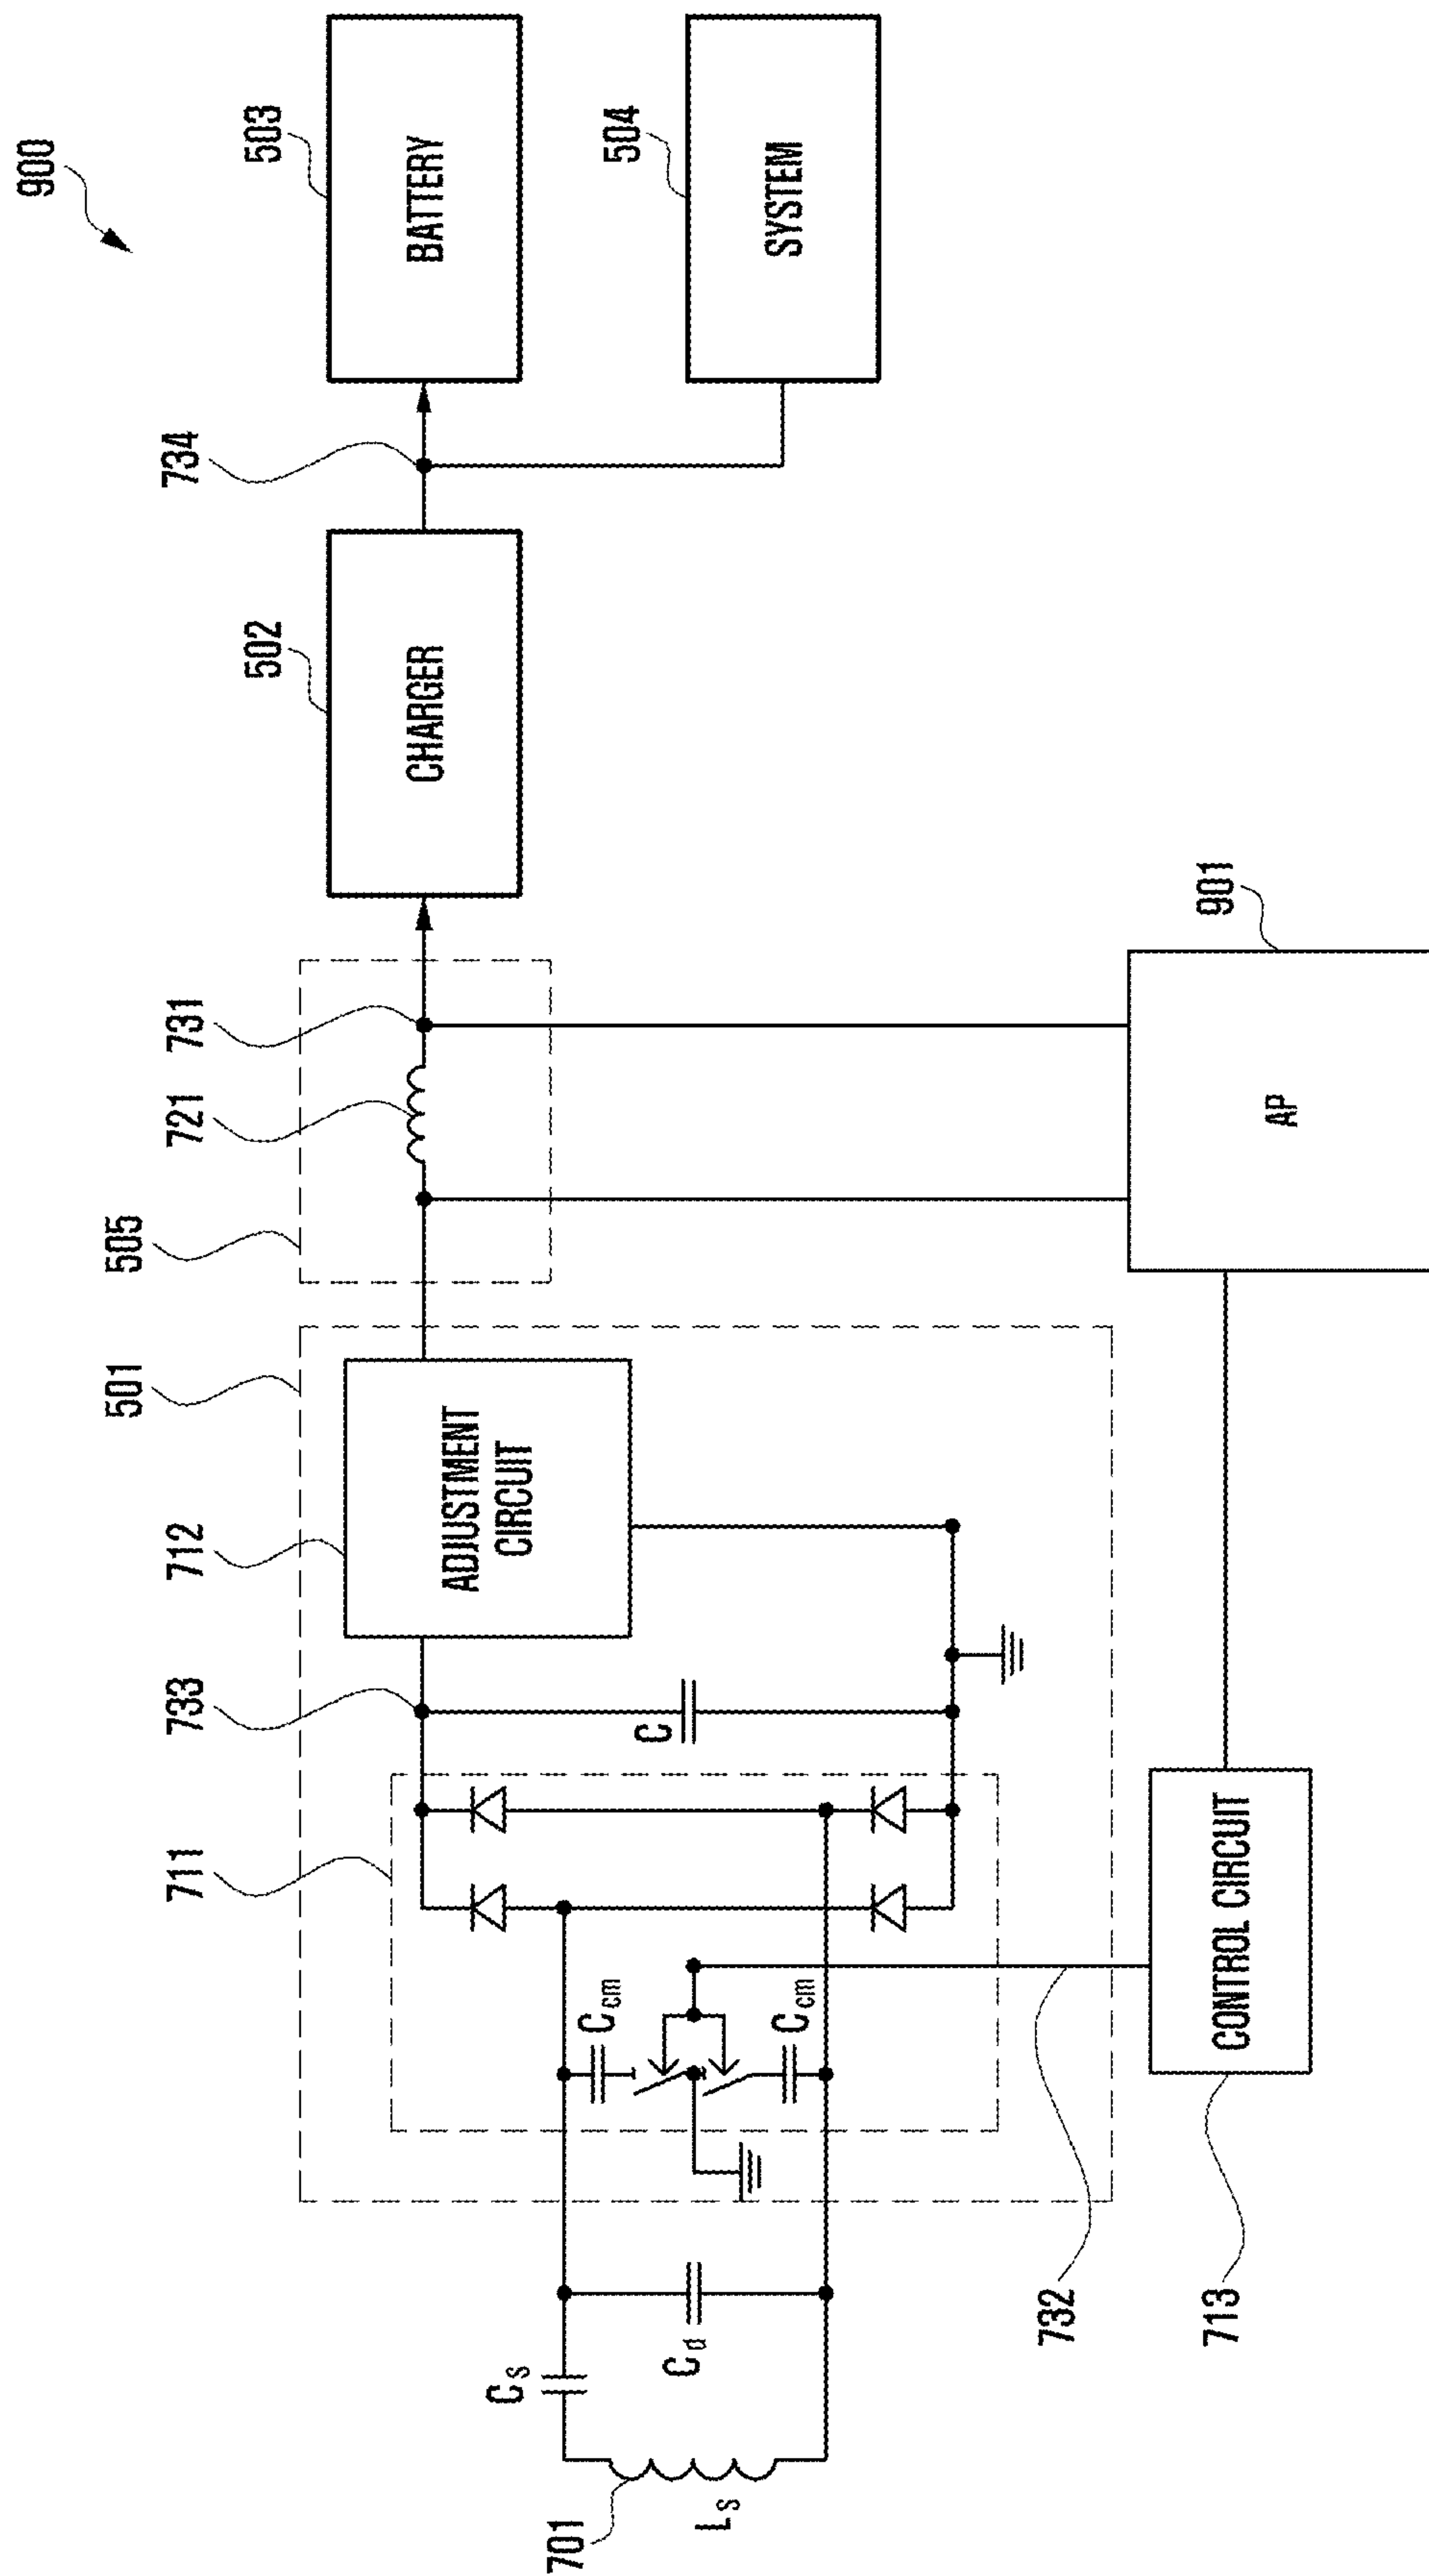 900
503
BATTERY
504
SYSTEM
734
502
CHARGER
731
721
505
901
AP
501
712
ADJUSTMENT
CIRCUIT
733
C
711
Ccm
Ccm
732
CONTROL CIRCUIT
713
Cs
Cd
701
Ls